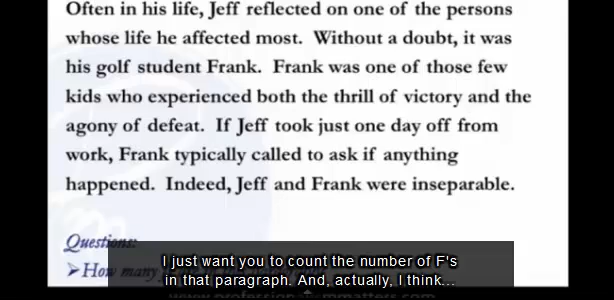 Often in his life, Jeff reflected on one of the persons
whose life he affected most.  Without a doubt, it was
his golf student Frank.  Frank was one of those few
kids who experienced both the thrill of victory and the
agony of defeat.  If Jeff took just one day off from
work, Frank typically called to ask if anything
happened.  Indeed, Jeff and Frank were inseparable.
Questions:
➤How many
I just want you to count the number of F's
in that paragraph. And, actually, I think...